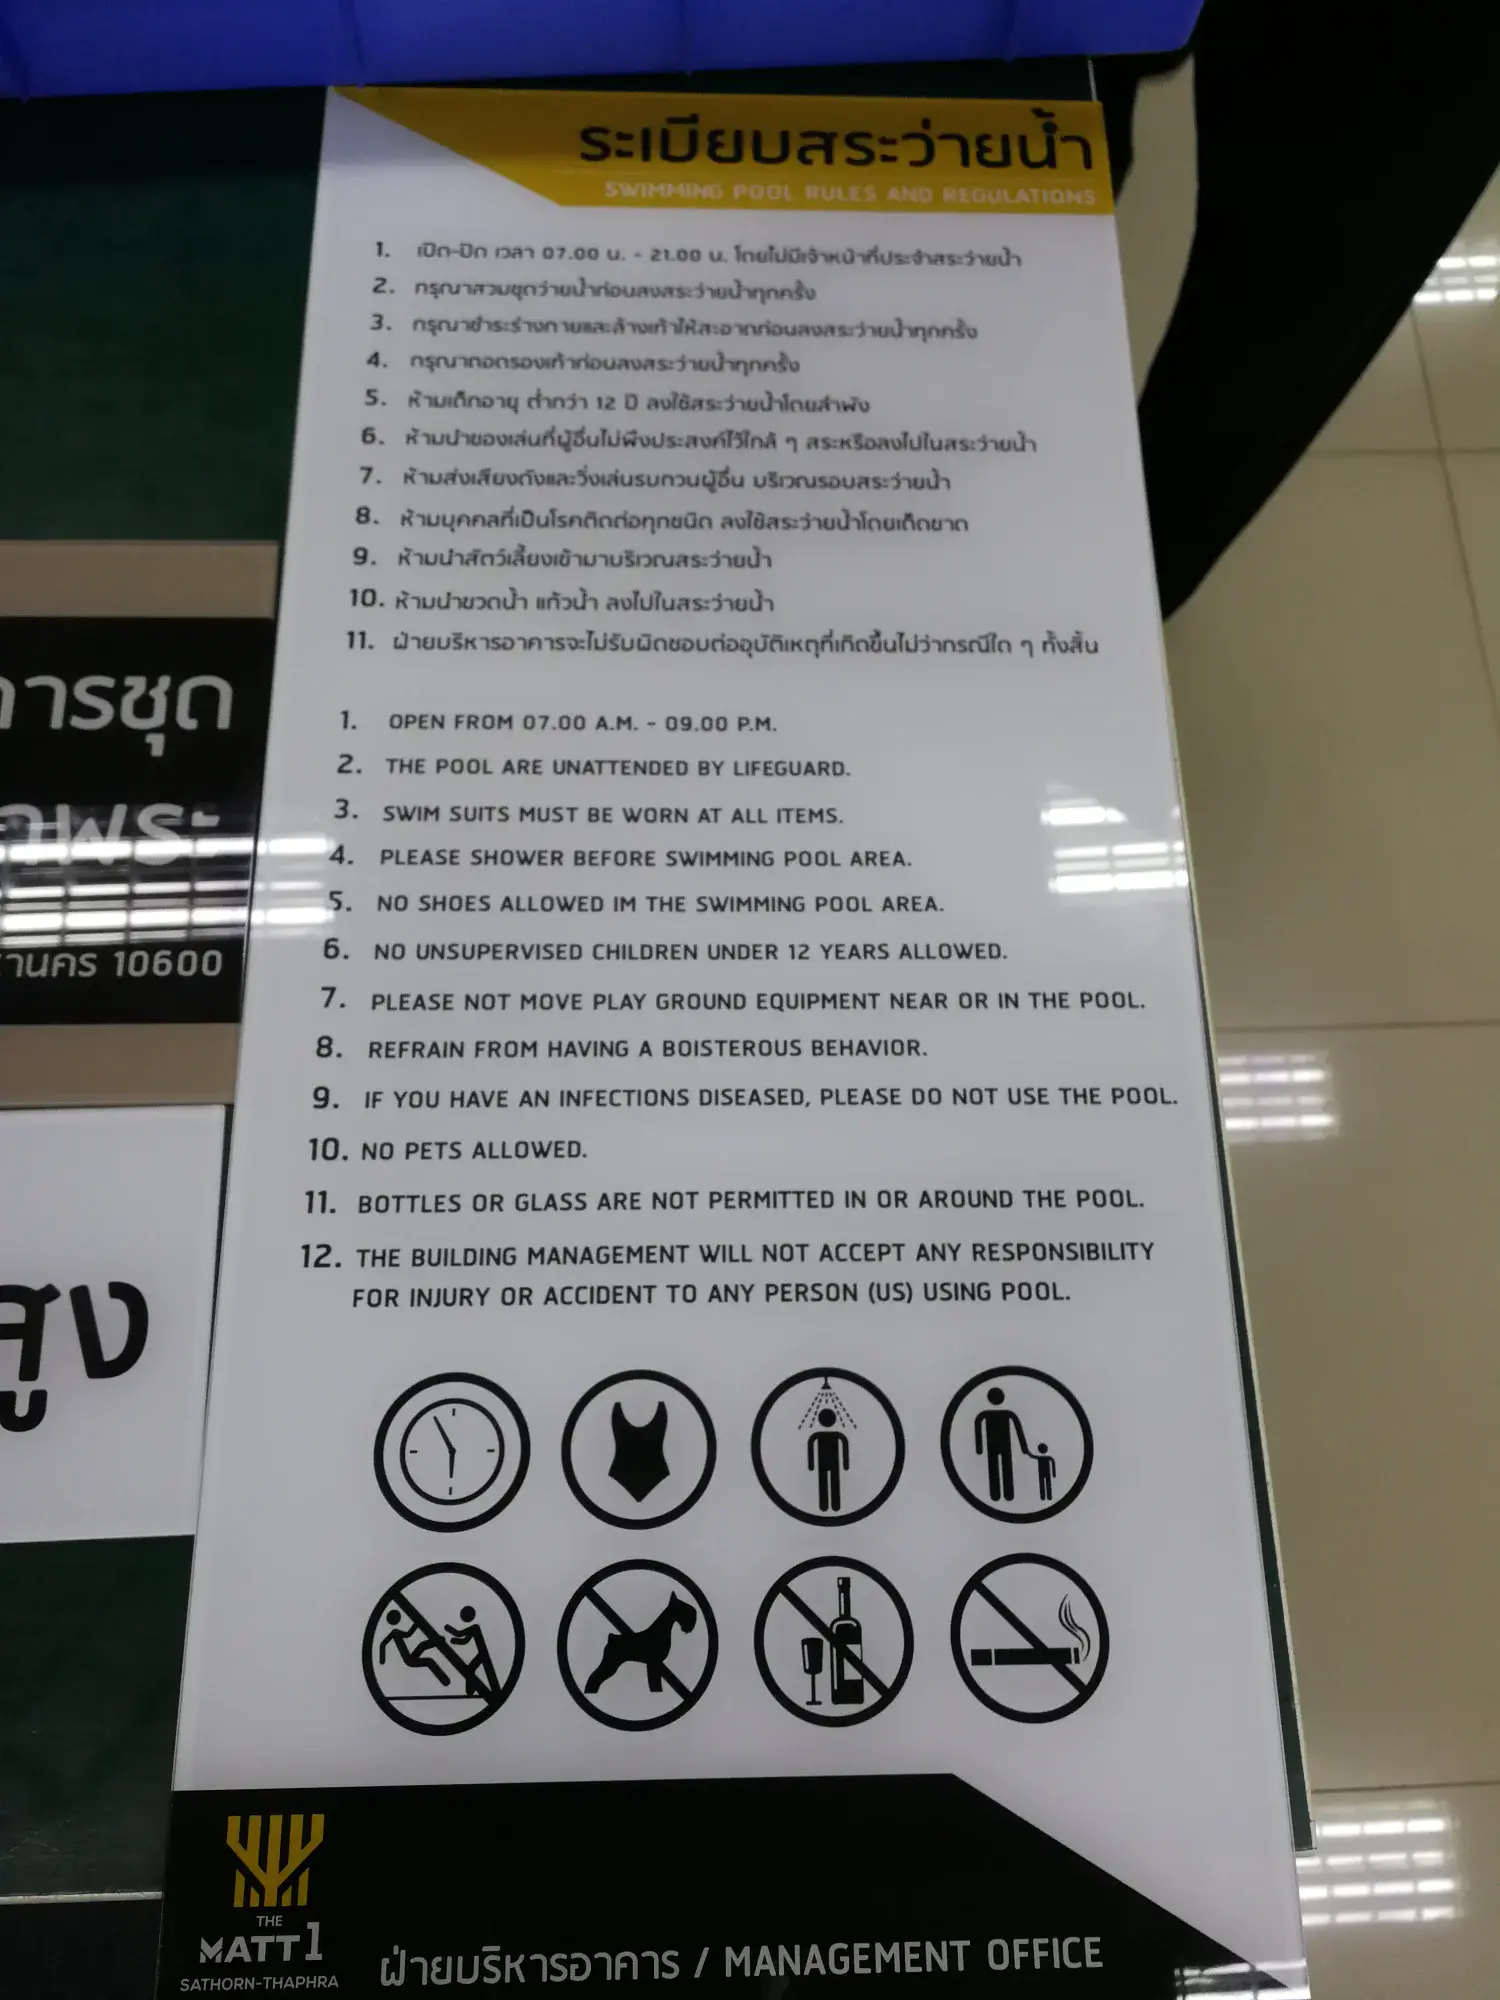 ระเบียบสระว่ายน้ำ
SWIMMING POOL RULES AND REGULATIONS
1. เปิด-ปิด เวลา 07.00 น. - 21.00 น. โดยไม่มีเจ้าหน้าที่ประจำสระว่ายน้ำ
2. กรุณาสวมชุดว่ายน้ำก่อนลงสระว่ายน้ำทุกครั้ง
3. กรุณาชำระร่างกายและล้างเท้าให้สะอาดก่อนลงสระว่ายน้ำทุกครั้ง
4. กรุณาถอดรองเท้าก่อนลงสระว่ายน้ำทุกครั้ง
5. ห้ามเด็กอายุ ต่ำกว่า 12 ปี ลงใช้สระว่ายน้ำโดยลำพัง
6. ห้ามนำของเล่นที่ผู้อื่นไม่พึงประสงค์ไว้ใกล้ ๆ สระหรือลงไปในสระว่ายน้ำ
7. ห้ามส่งเสียงดังและวิ่งเล่นรบกวนผู้อื่น บริเวณรอบสระว่ายน้ำ
8. ห้ามบุคคลที่เป็นโรคติดต่อทุกชนิด ลงใช้สระว่ายน้ำโดยเด็ดขาด
9. ห้ามนำสัตว์เลี้ยงเข้ามาบริเวณสระว่ายน้ำ
10. ห้ามนำขวดน้ำ แก้วน้ำ ลงไปในสระว่ายน้ำ
11. ฝ่ายบริหารอาคารจะไม่รับผิดชอบต่ออุบัติเหตุที่เกิดขึ้นไม่ว่ากรณีใด ๆ ทั้งสิ้น
1. OPEN FROM 07.00 A.M. - 09.00 P.M.
2. THE POOL ARE UNATTENDED BY LIFEGUARD.
3. SWIM SUITS MUST BE WORN AT ALL ITEMS.
4. PLEASE SHOWER BEFORE SWIMMING POOL AREA.
5. NO SHOES ALLOWED IM THE SWIMMING POOL AREA.
6. NO UNSUPERVISED CHILDREN UNDER 12 YEARS ALLOWED.
7. PLEASE NOT MOVE PLAY GROUND EQUIPMENT NEAR OR IN THE POOL.
8. REFRAIN FROM HAVING A BOISTEROUS BEHAVIOR.
9. IF YOU HAVE AN INFECTIONS DISEASED, PLEASE DO NOT USE THE POOL.
10. NO PETS ALLOWED.
11. BOTTLES OR GLASS ARE NOT PERMITTED IN OR AROUND THE POOL.
12. THE BUILDING MANAGEMENT WILL NOT ACCEPT ANY RESPONSIBILITY
FOR INJURY OR ACCIDENT TO ANY PERSON (US) USING POOL.
THE
MATT 1
SATHORN-THAPHRA
ฝ่ายบริหารอาคาร / MANAGEMENT OFFICE
การชุด
าพระ
านคร 10600
สูง